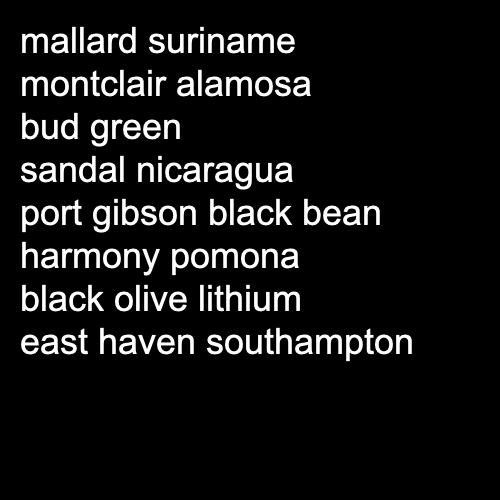 mallard suriname
montclair alamosa
bud green
sandal nicaragua
port gibson black bean
harmony pomona
black olive lithium
east haven southampton